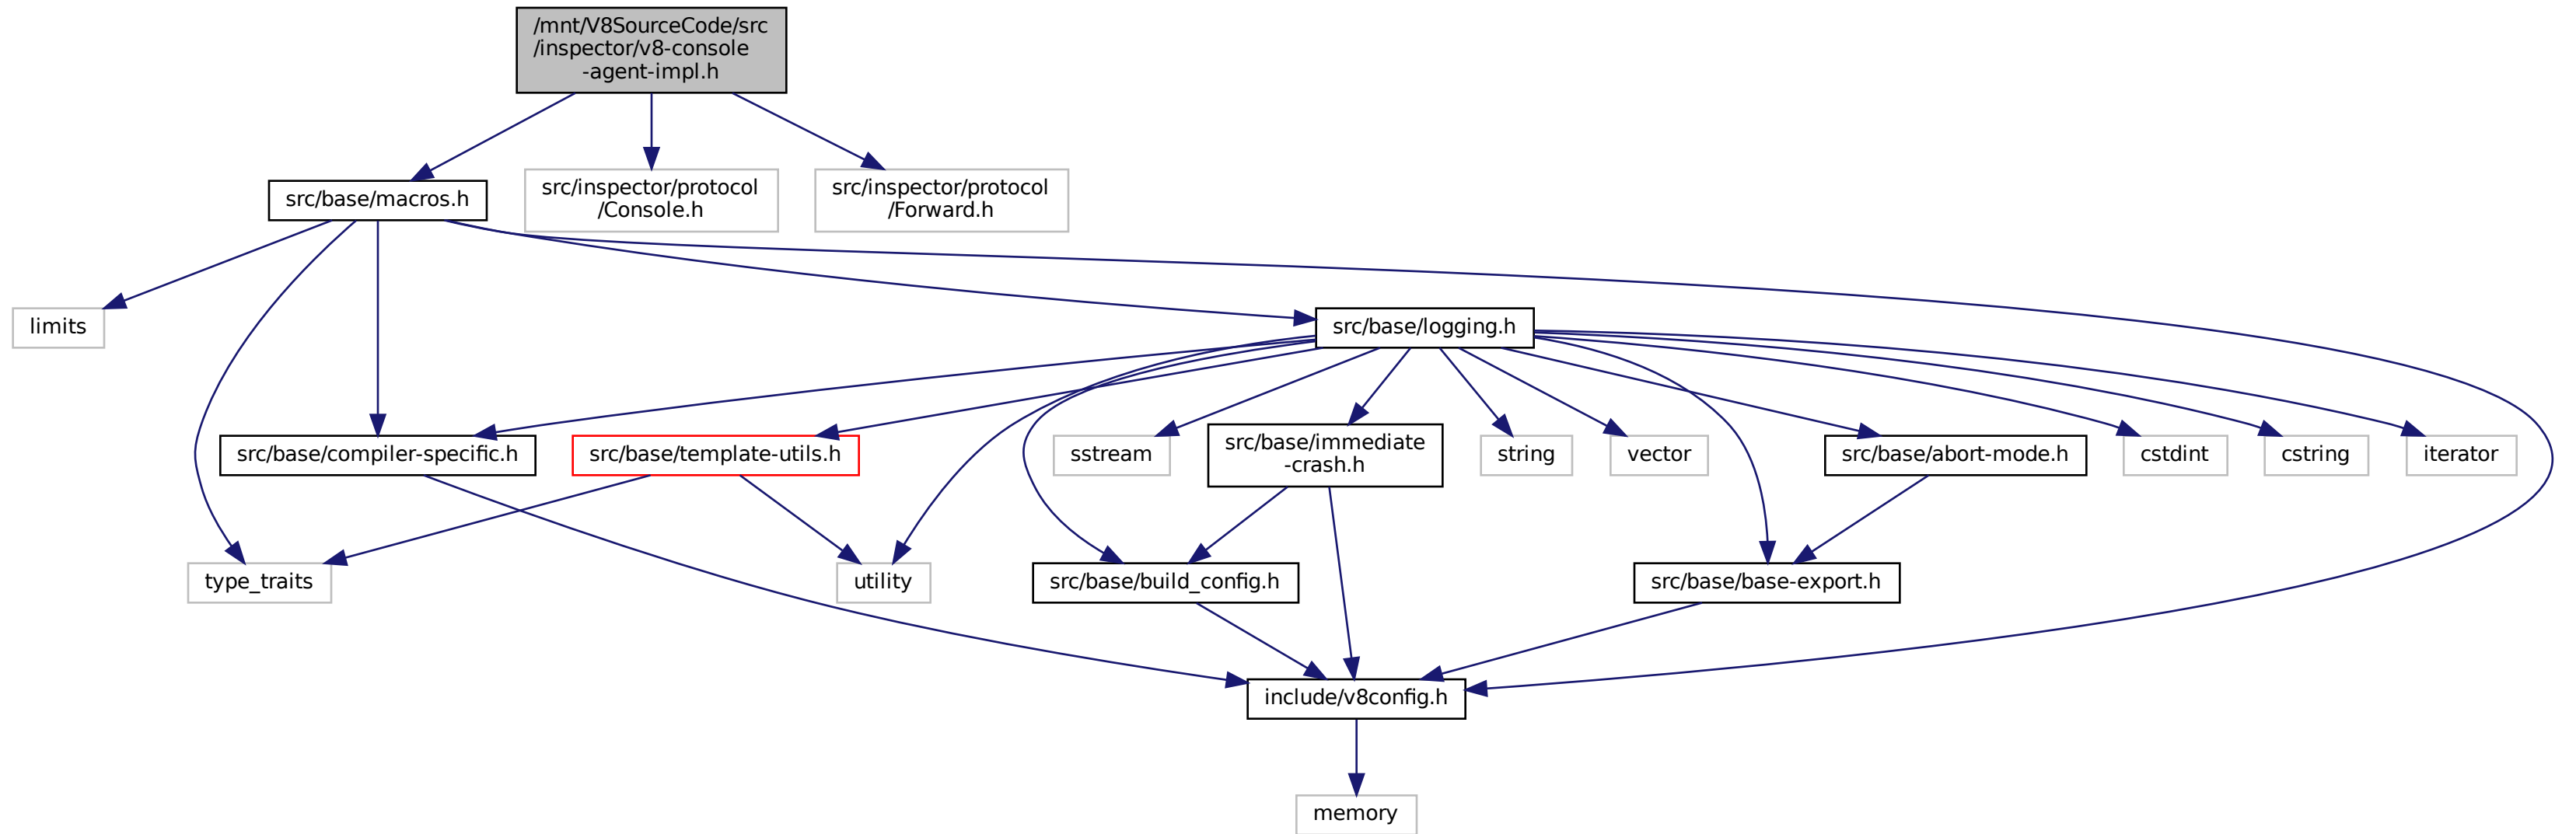 /mnt/V8SourceCode/src
/inspector/v8-console
-agent-impl.h
src/base/macros.h
src/inspector/protocol
/Console.h
src/inspector/protocol
/Forward.h
limits
src/base/logging.h
src/base/compiler-specific.h
src/base/template-utils.h
sstream
src/base/immediate
-crash.h
string
vector
src/base/abort-mode.h
cstdint
cstring
iterator
type_traits
utility
src/base/build_config.h
src/base/base-export.h
include/v8config.h
memory